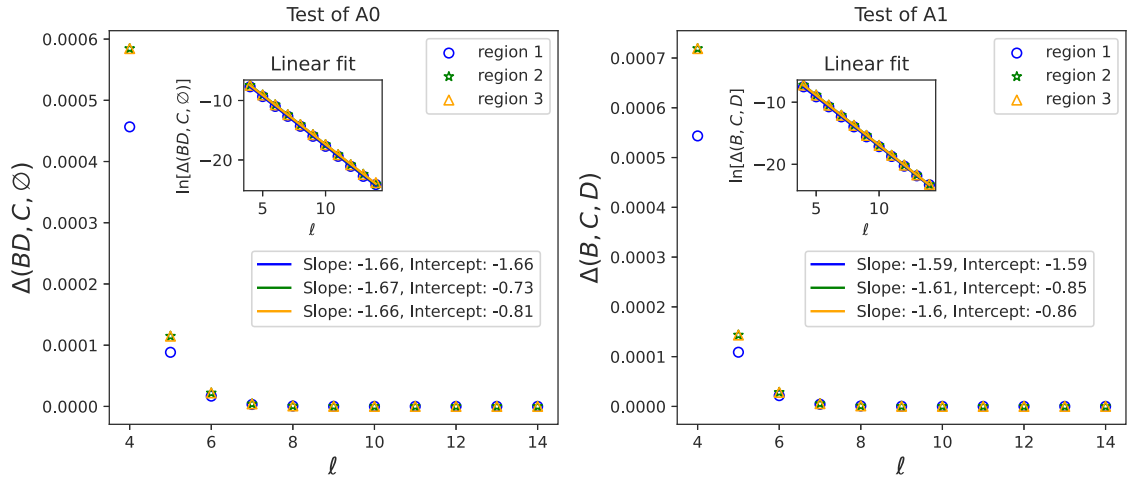 Test of A0
Δ(BD, C, ∅)
0.0006
0.0005
0.0004
0.0003
0.0002
0.0001
0.0000
4
6
8
10
12
14
ℓ
region 1
region 2
region 3
Linear fit
ln[Δ(BD, C, ∅)]
−10
−20
5
10
ℓ
Slope: -1.66, Intercept: -1.66
Slope: -1.67, Intercept: -0.73
Slope: -1.66, Intercept: -0.81
Test of A1
Δ(B, C, D)
0.0007
0.0006
0.0005
0.0004
0.0003
0.0002
0.0001
0.0000
4
6
8
10
12
14
ℓ
region 1
region 2
region 3
Linear fit
ln[Δ(B, C, D)]
−10
−20
5
10
ℓ
Slope: -1.59, Intercept: -1.59
Slope: -1.61, Intercept: -0.85
Slope: -1.6, Intercept: -0.86